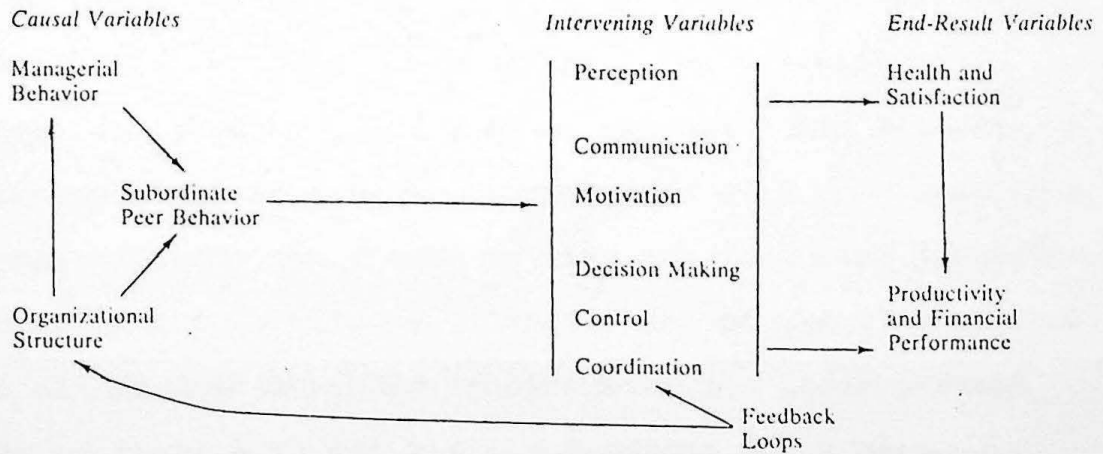 Causal Variables
Intervening Variables
End-Result Variables
Managerial
Behavior
Subordinate
Peer Behavior
Organizational
Structure
Perception
Communication
Motivation
Decision Making
Control
Coordination
Health and
Satisfaction
Productivity
and Financial
Performance
Feedback
Loops